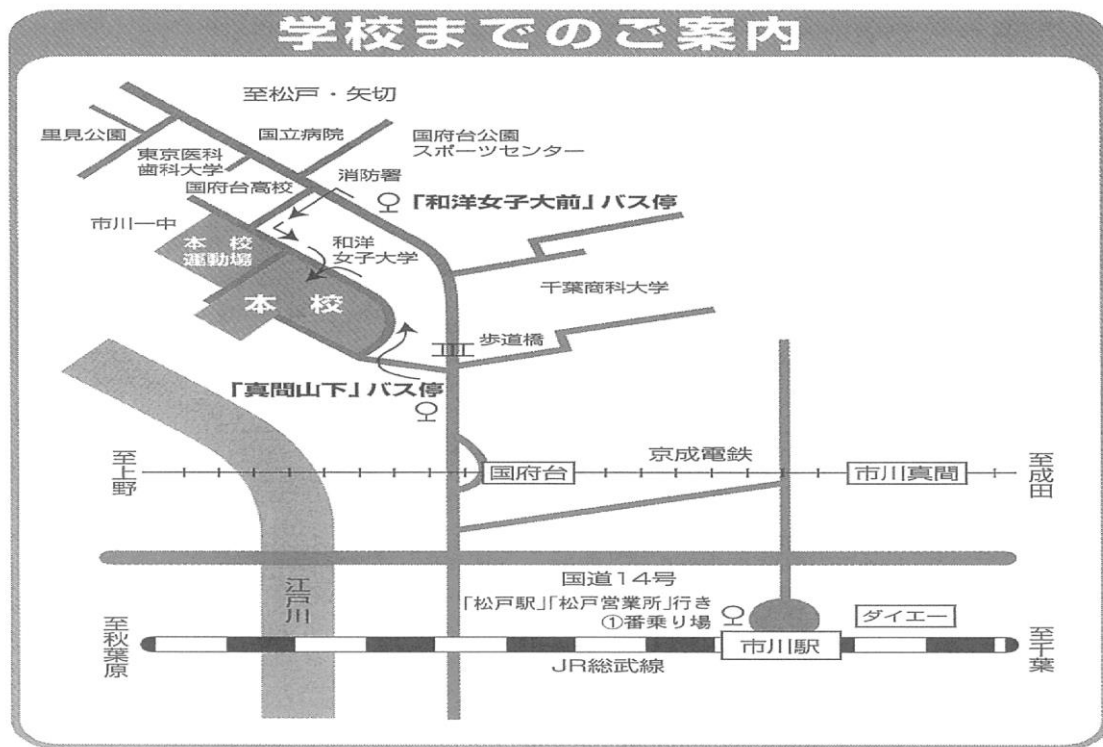 学校までのご案内
至松戸・矢切
里見公園
国立病院
国府台公園
スポーツセンター
東京医科
歯科大学
国府台高校
消防署
「和洋女子大前」バス停
市川一中
本校
運動場
和洋
女子大学
本校
千葉商科大学
歩道橋
「真間山下」バス停
至上野
国府台
京成電鉄
市川真間
至成田
江戸川
国道14号
「松戸駅」「松戸営業所」行き
①番乗り場
ダイエー
至秋葉原
市川駅
至千葉
JR総武線